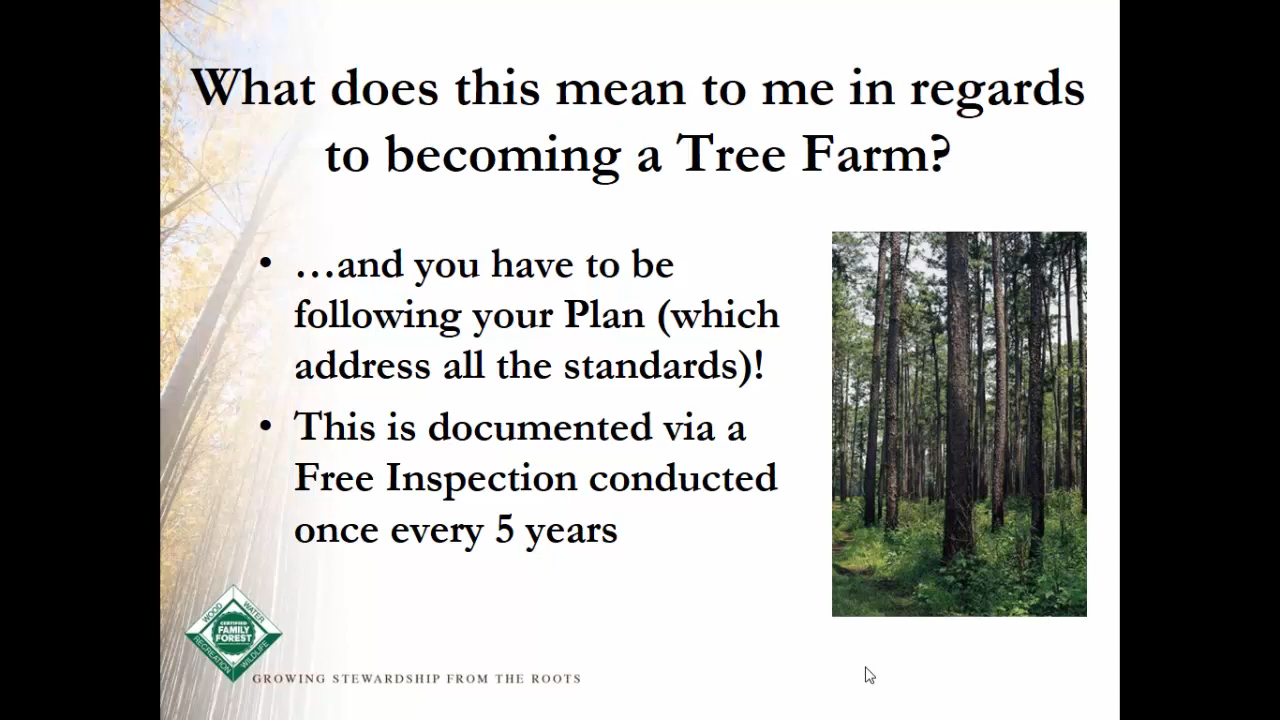 What does this mean to me in regards
to becoming a Tree Farm?
• …and you have to be
following your Plan (which
address all the standards)!
• This is documented via a
Free Inspection conducted
once every 5 years
WOOD
WATER
CERTIFIED
FAMILY
FOREST
RECREATION
WILDLIFE
GROWING STEWARDSHIP FROM THE ROOTS